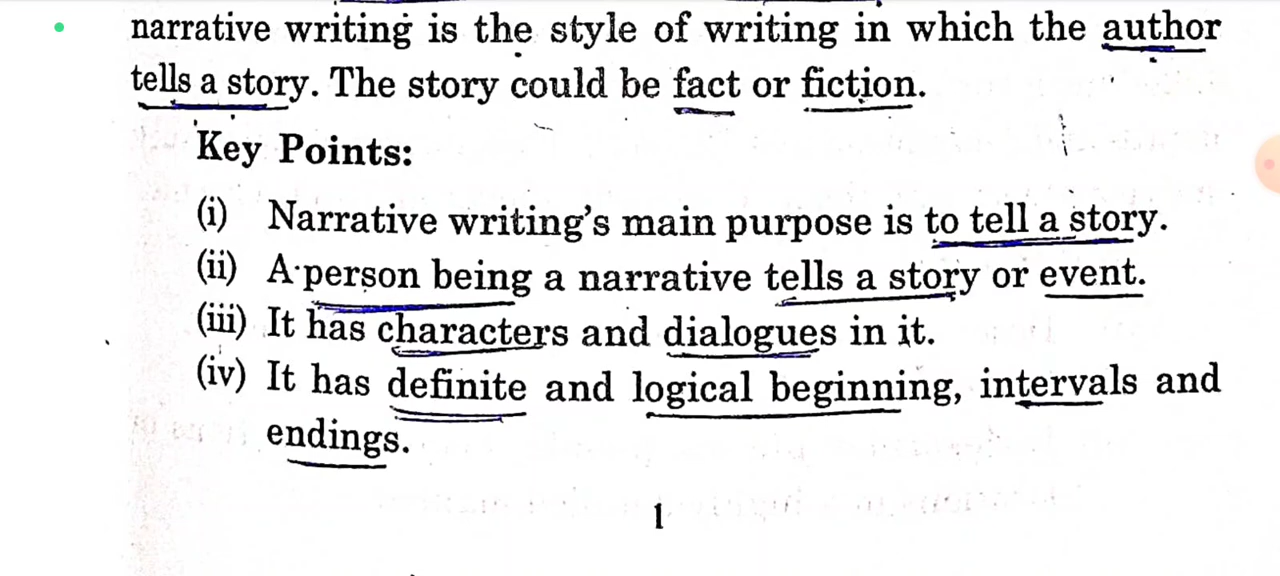 narrative writing is the style of writing in which the author
tells a story. The story could be fact or fiction.
Key Points:
(i) Narrative writing's main purpose is to tell a story.
(ii) A person being a narrative tells a story or event.
(iii) It has characters and dialogues in it.
(iv) It has definite and logical beginning, intervals and
endings.
1